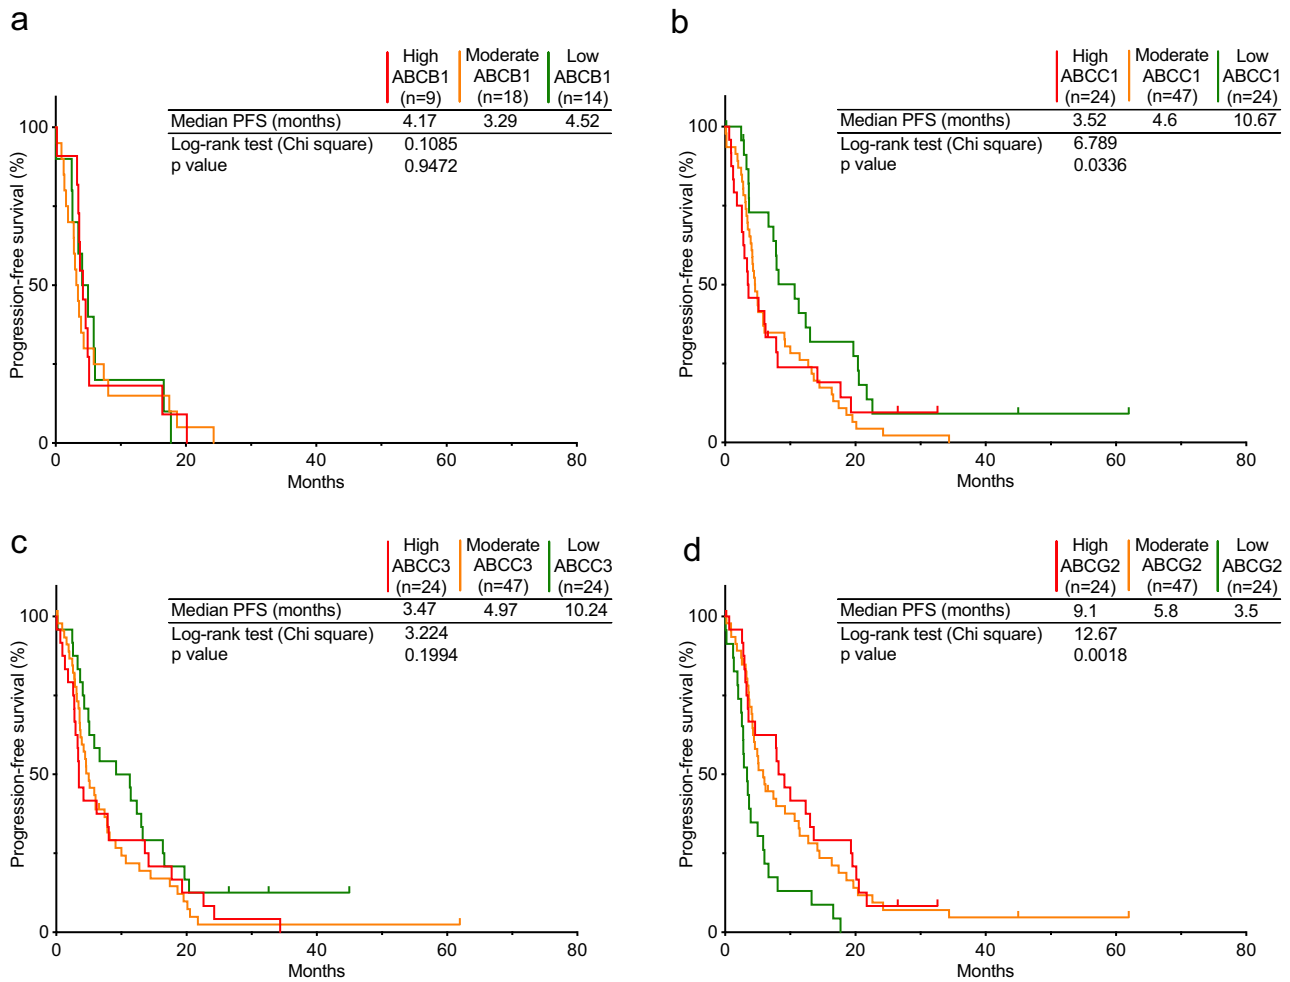 a
High Moderate Low
ABCB1 ABCB1 ABCB1
(n=9) (n=18) (n=14)
Median PFS (months) 4.17 3.29 4.52
Log-rank test (Chi square) 0.1085
p value 0.9472
Progression-free survival (%)
100
50
0
0 20 40 60 80
Months
b
High Moderate Low
ABCC1 ABCC1 ABCC1
(n=24) (n=47) (n=24)
Median PFS (months) 3.52 4.6 10.67
Log-rank test (Chi square) 6.789
p value 0.0336
Progression-free survival (%)
100
50
0
0 20 40 60 80
Months
c
High Moderate Low
ABCC3 ABCC3 ABCC3
(n=24) (n=47) (n=24)
Median PFS (months) 3.47 4.97 10.24
Log-rank test (Chi square) 3.224
p value 0.1994
Progression-free survival (%)
100
50
0
0 20 40 60 80
Months
d
High Moderate Low
ABCG2 ABCG2 ABCG2
(n=24) (n=47) (n=24)
Median PFS (months) 9.1 5.8 3.5
Log-rank test (Chi square) 12.67
p value 0.0018
Progression-free survival (%)
100
50
0
0 20 40 60 80
Months